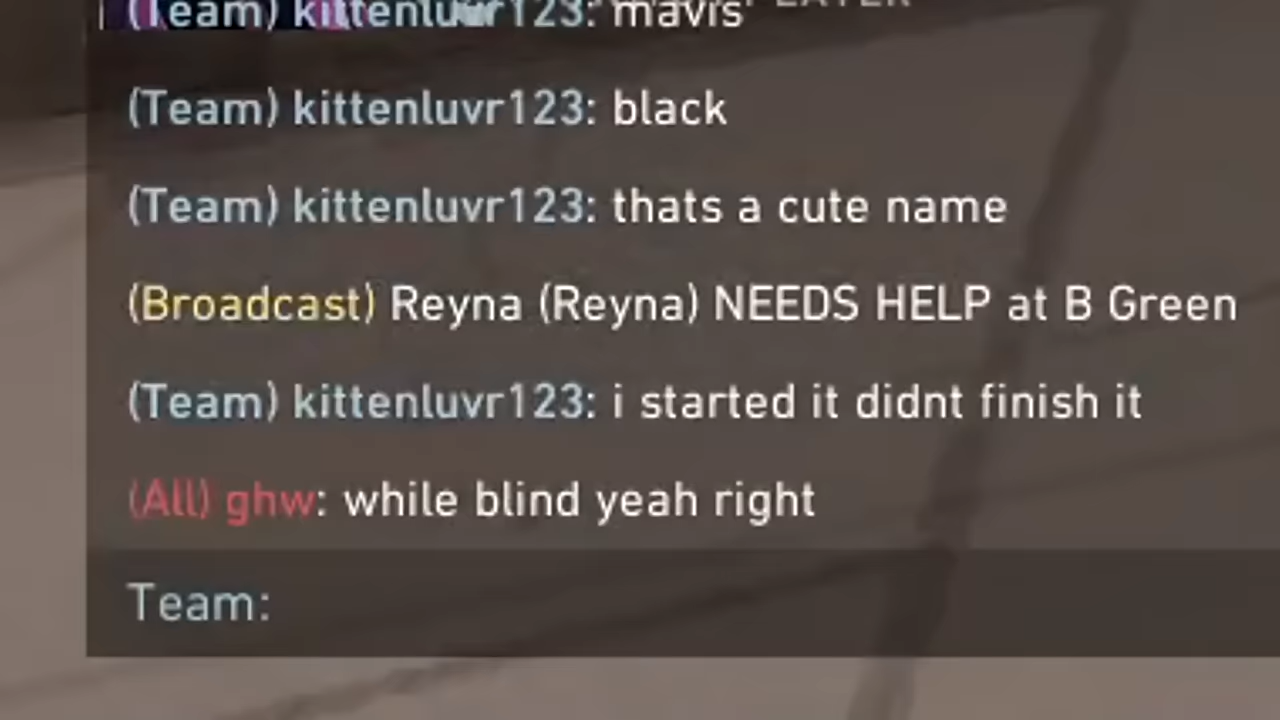 (Team) kittenluvr123: mavis
(Team) kittenluvr123: black
(Team) kittenluvr123: thats a cute name
(Broadcast) Reyna (Reyna) NEEDS HELP at B Green
(Team) kittenluvr123: i started it didnt finish it
(All) ghw: while blind yeah right
Team: